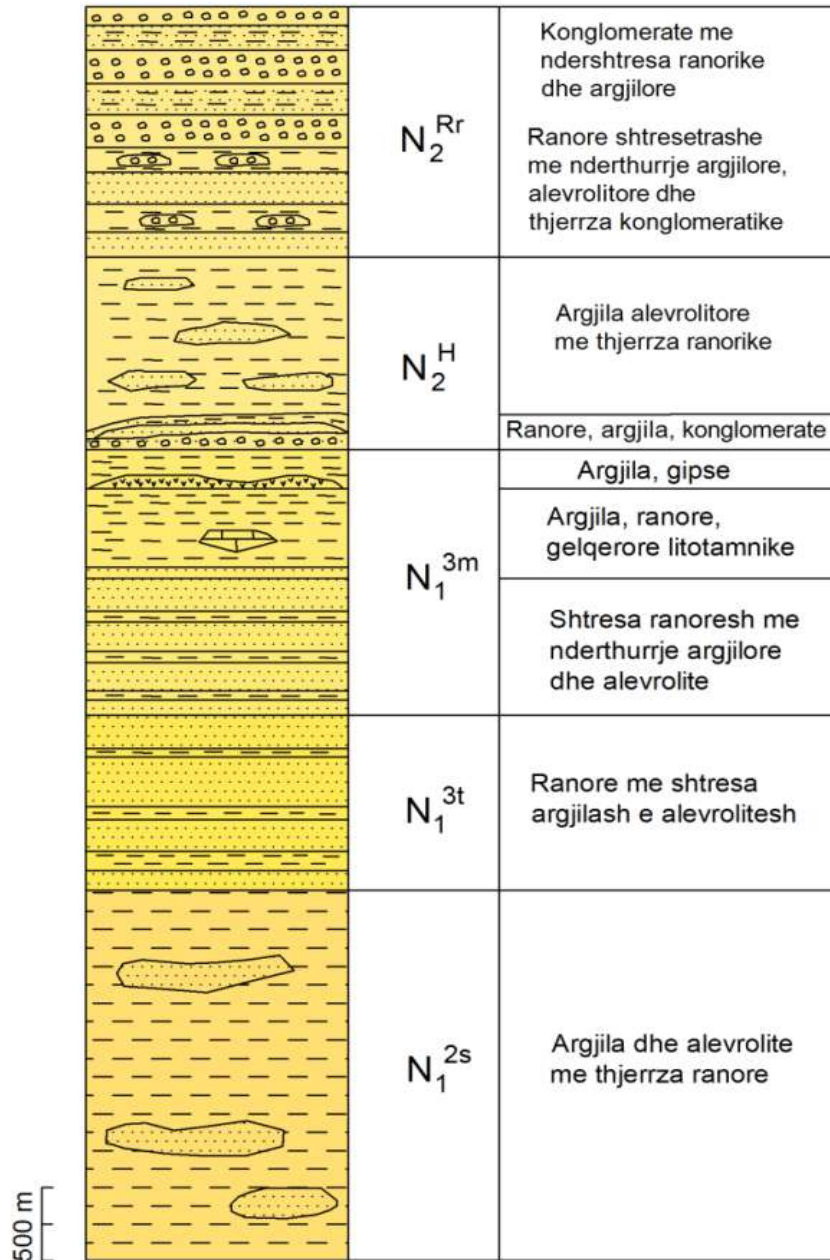 Konglomerate me
ndershtresa ranorike
dhe argjilore
N₂ᴿʳ
Ranore shtresetrashe
me nderthurrje argjilore,
alevrolitore dhe
thjerrza konglomeratike
Argjila alevrolitore
me thjerrza ranorike
N₂ᴴ
Ranore, argjila, konglomerate
Argjila, gipse
Argjila, ranore,
gelqerore litotamnike
N₁³ᵐ
Shtresa ranoresh me
nderthurrje argjilore
dhe alevrolite
N₁³ᵗ
Ranore me shtresa
argjilash e alevrolitesh
N₁²ˢ
Argjila dhe alevrolite
me thjerrza ranore
500 m